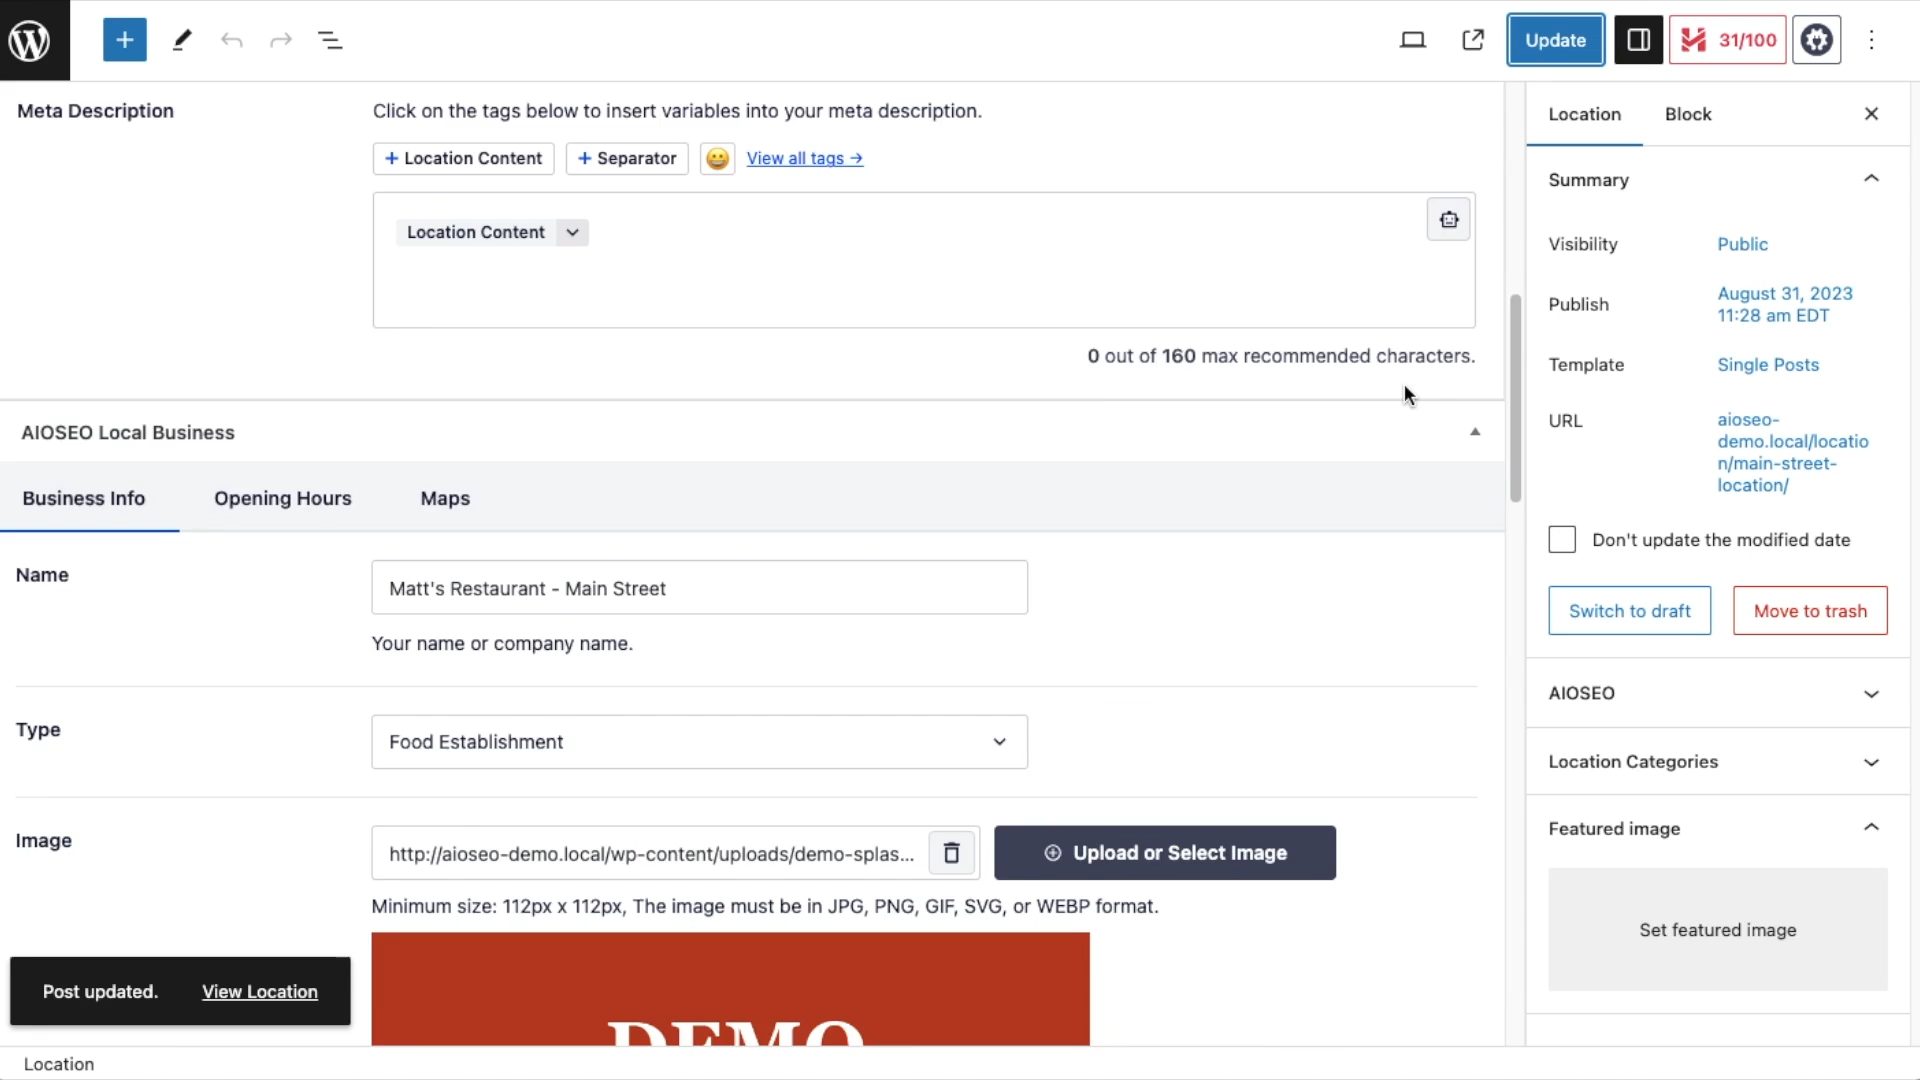 Update
31/100
Meta Description
Click on the tags below to insert variables into your meta description.
+ Location Content
+ Separator
View all tags →
Location Content
0 out of 160 max recommended characters.
AIOSEO Local Business
Business Info
Opening Hours
Maps
Name
Matt's Restaurant - Main Street
Your name or company name.
Type
Food Establishment
Image
http://aioseo-demo.local/wp-content/uploads/demo-splas...
Upload or Select Image
Minimum size: 112px x 112px, The image must be in JPG, PNG, GIF, SVG, or WEBP format.
DEMO
Post updated.
View Location
Location
Location
Block
Summary
Visibility
Public
Publish
August 31, 2023
11:28 am EDT
Template
Single Posts
URL
aioseo-
demo.local/locatio
n/main-street-
location/
Don't update the modified date
Switch to draft
Move to trash
AIOSEO
Location Categories
Featured image
Set featured image